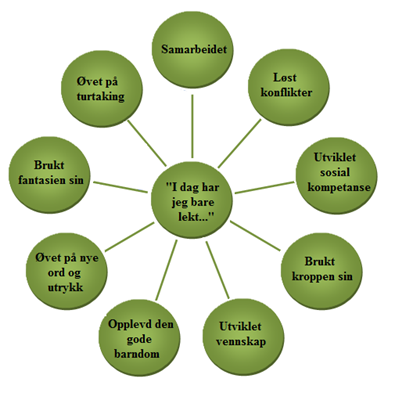 Samarbeidet
Løst
konflikter
Utviklet
sosial
kompetanse
Brukt
kroppen sin
Utviklet
vennskap
Opplevd den
gode
barndom
Øvet på nye
ord og
utrykk
Brukt
fantasien sin
Øvet på
turtaking
"I dag har
jeg bare
lekt..."